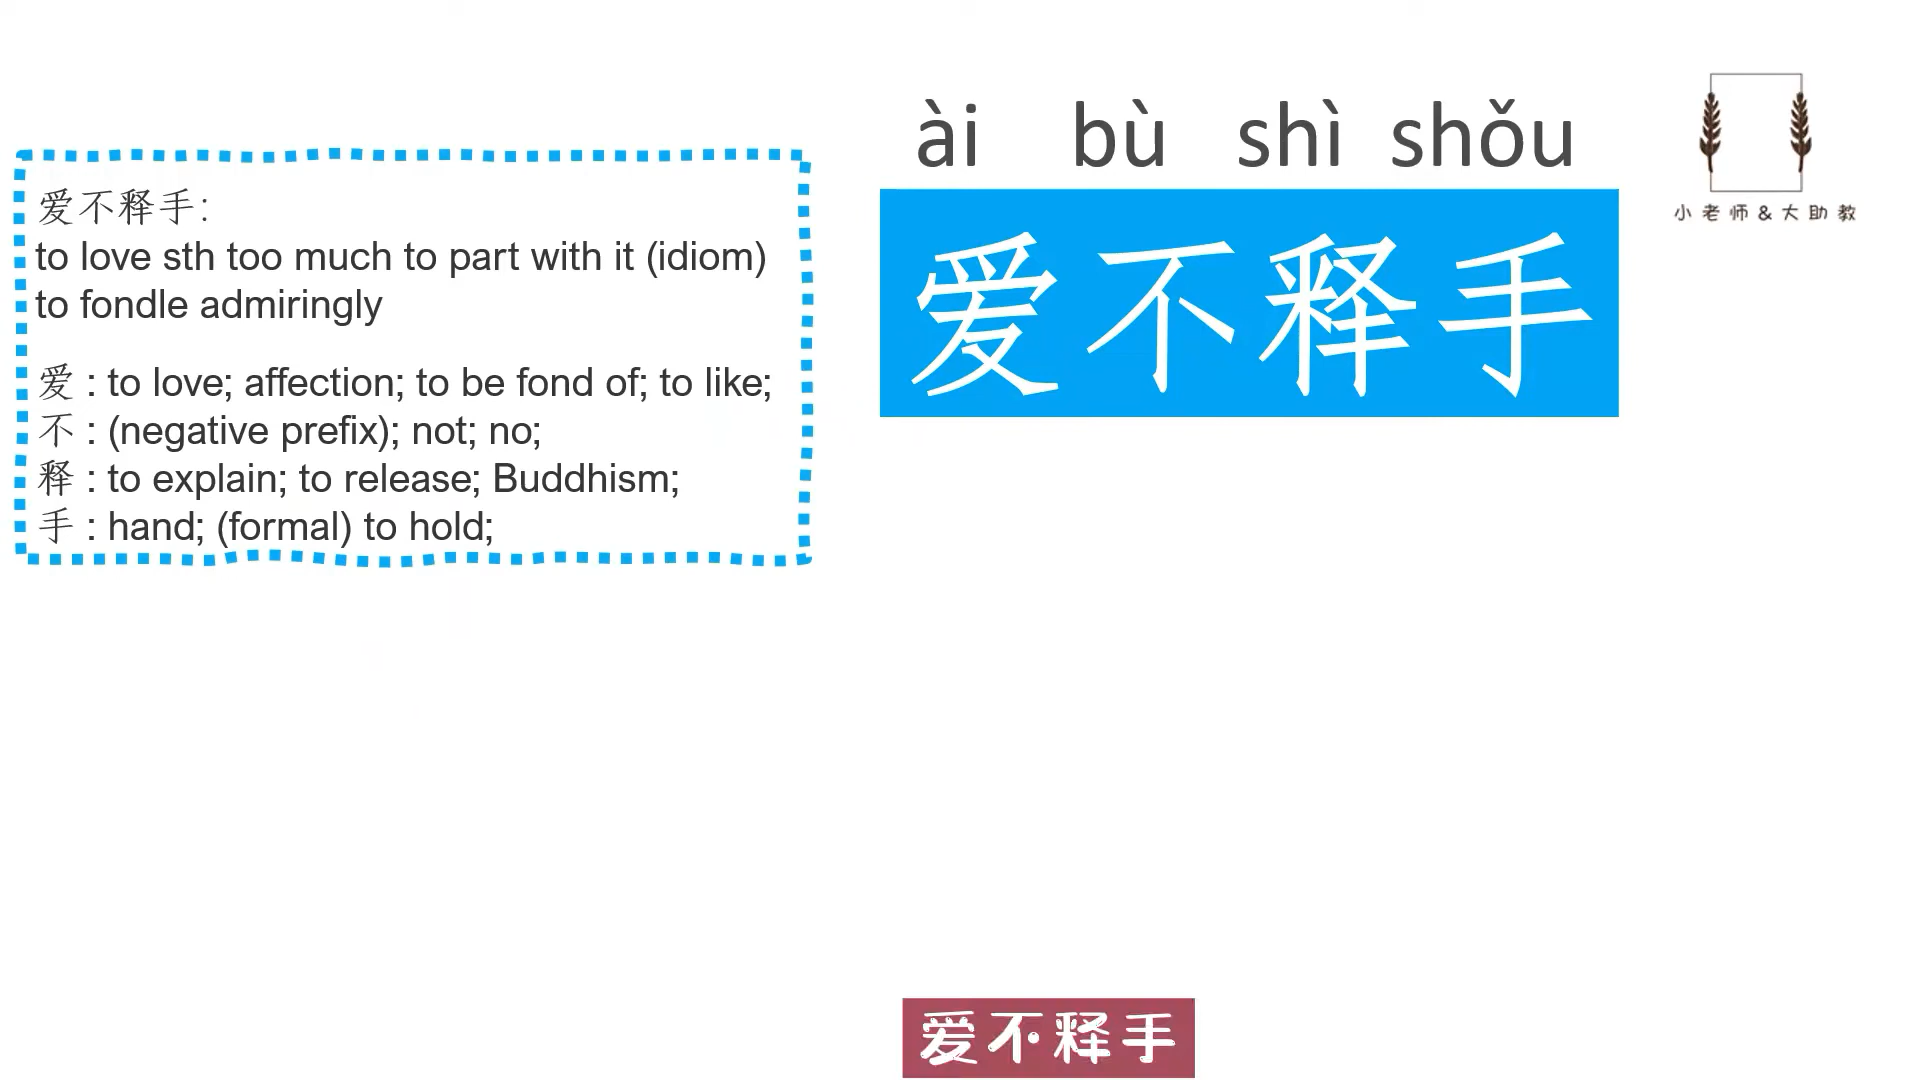 ài bù shì shǒu
爱不释手
小老师&大助教
爱不释手:
to love sth too much to part with it (idiom)
to fondle admiringly
爱 : to love; affection; to be fond of; to like;
不 : (negative prefix); not; no;
释 : to explain; to release; Buddhism;
手 : hand; (formal) to hold;
爱不释手